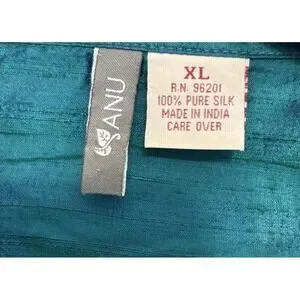 ANU
XL
R.N. 96201
100% PURE SILK
MADE IN INDIA
CARE OVER